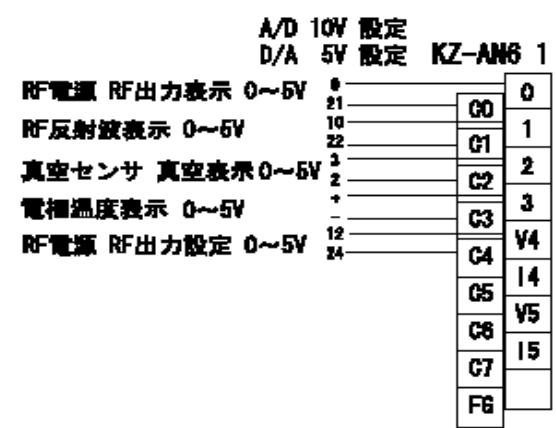 A/D 10V 設定
D/A 5V 設定 KZ-AN6 1
RF電源 RF出力表示 0～5V 9 0
21 C0
RF反射波表示 0～5V 10 1
22 C1
真空センサ 真空表示 0～5V 3 2
2 C2
電極温度表示 0～5V + 3
- C3
RF電源 RF出力設定 0～5V 12 V4
24 C4
I4
C5
V5
C6
I5
C7
FG